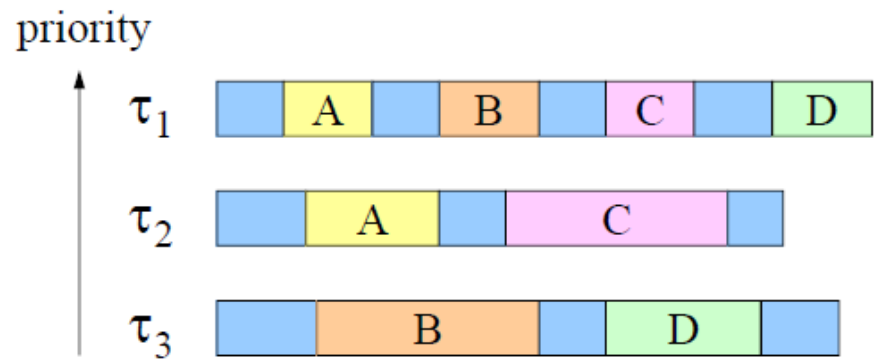 priority
τ1 A B C D
τ2 A C
τ3 B D